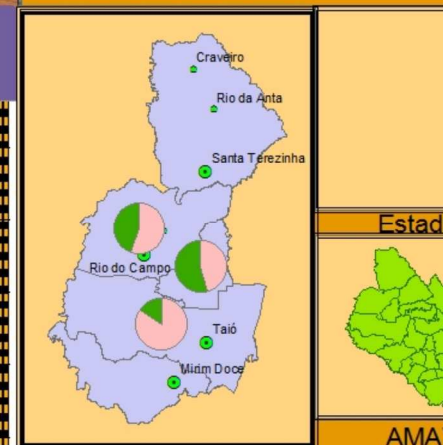 Craveiro
Rio da Anta
Santa Terezinha
Estad
Rio do Campo
Taió
Mirim Doce
AMA